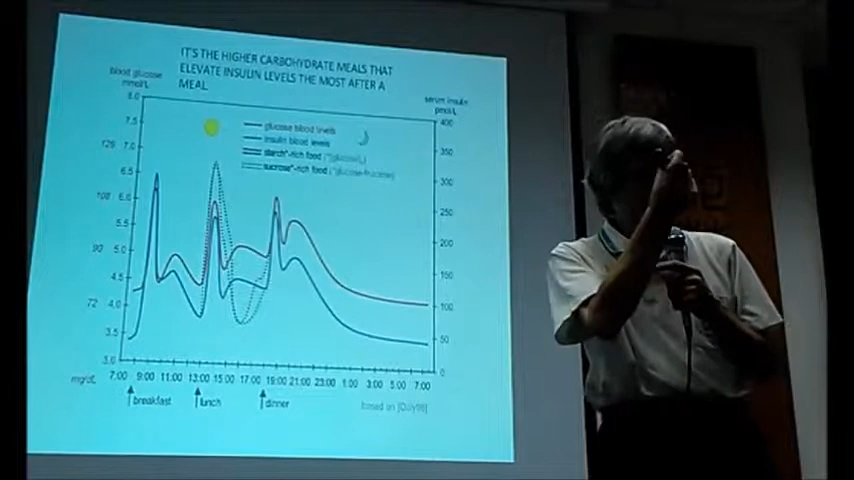 IT'S THE HIGHER CARBOHYDRATE MEALS THAT
ELEVATE INSULIN LEVELS THE MOST AFTER A
MEAL
blood glucose
mmol/L
serum insulin
pmol/L
8.0
7.5
126 7.0
6.5
108 6.0
5.5
90 5.0
4.5
72 4.0
3.5
3.0
mg/dL
400
350
300
250
200
150
100
50
0
glucose blood levels
insulin blood levels
starch*-rich food (*glucose)
sucrose*-rich food (*glucose-fructose)
7:00 9:00 11:00 13:00 15:00 17:00 19:00 21:00 23:00 1:00 3:00 5:00 7:00
breakfast lunch dinner
based on [Daly98]